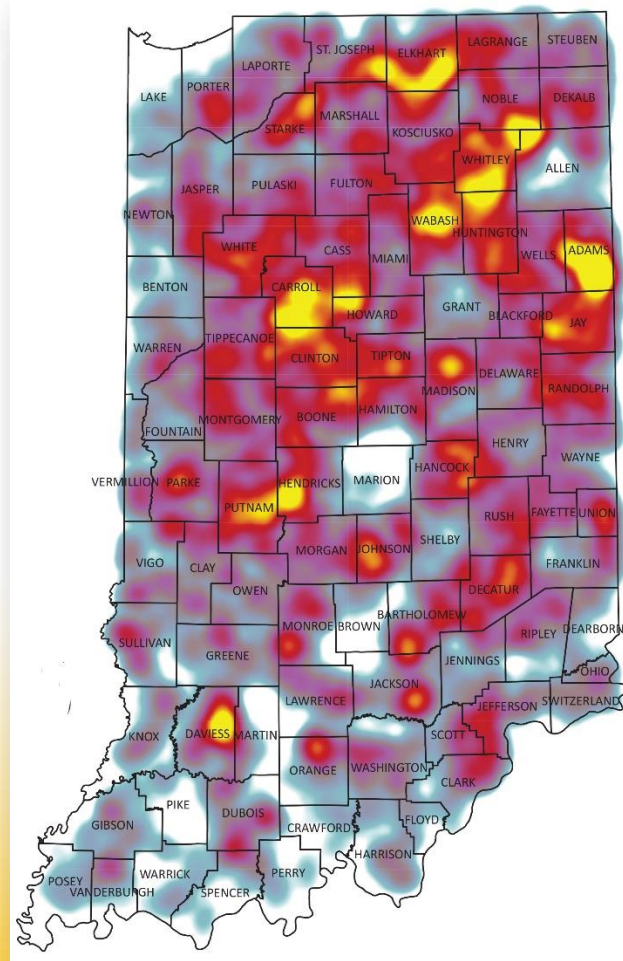 ST. JOSEPH
ELKHART
LAGRANGE
STEUBEN
LAPORTE
LAKE
PORTER
NOBLE
DEKALB
MARSHALL
STARKE
KOSCIUSKO
WHITLEY
ALLEN
JASPER
PULASKI
FULTON
NEWTON
WABASH
HUNTINGTON
WHITE
CASS
MIAMI
WELLS
ADAMS
BENTON
CARROLL
GRANT
HOWARD
BLACKFORD
JAY
WARREN
TIPPECANOE
CLINTON
TIPTON
MADISON
DELAWARE
RANDOLPH
MONTGOMERY
BOONE
HAMILTON
FOUNTAIN
HENRY
WAYNE
VERMILLION
PARKE
HENDRICKS
MARION
HANCOCK
PUTNAM
RUSH
FAYETTE
UNION
MORGAN
JOHNSON
SHELBY
VIGO
CLAY
OWEN
FRANKLIN
DECATUR
MONROE
BROWN
BARTHOLOMEW
RIPLEY
DEARBORN
SULLIVAN
GREENE
JENNINGS
OHIO
LAWRENCE
JACKSON
JEFFERSON
SWITZERLAND
KNOX
DAVIESS
MARTIN
SCOTT
ORANGE
WASHINGTON
CLARK
PIKE
DUBOIS
GIBSON
CRAWFORD
FLOYD
HARRISON
POSEY
VANDERBURGH
WARRICK
SPENCER
PERRY